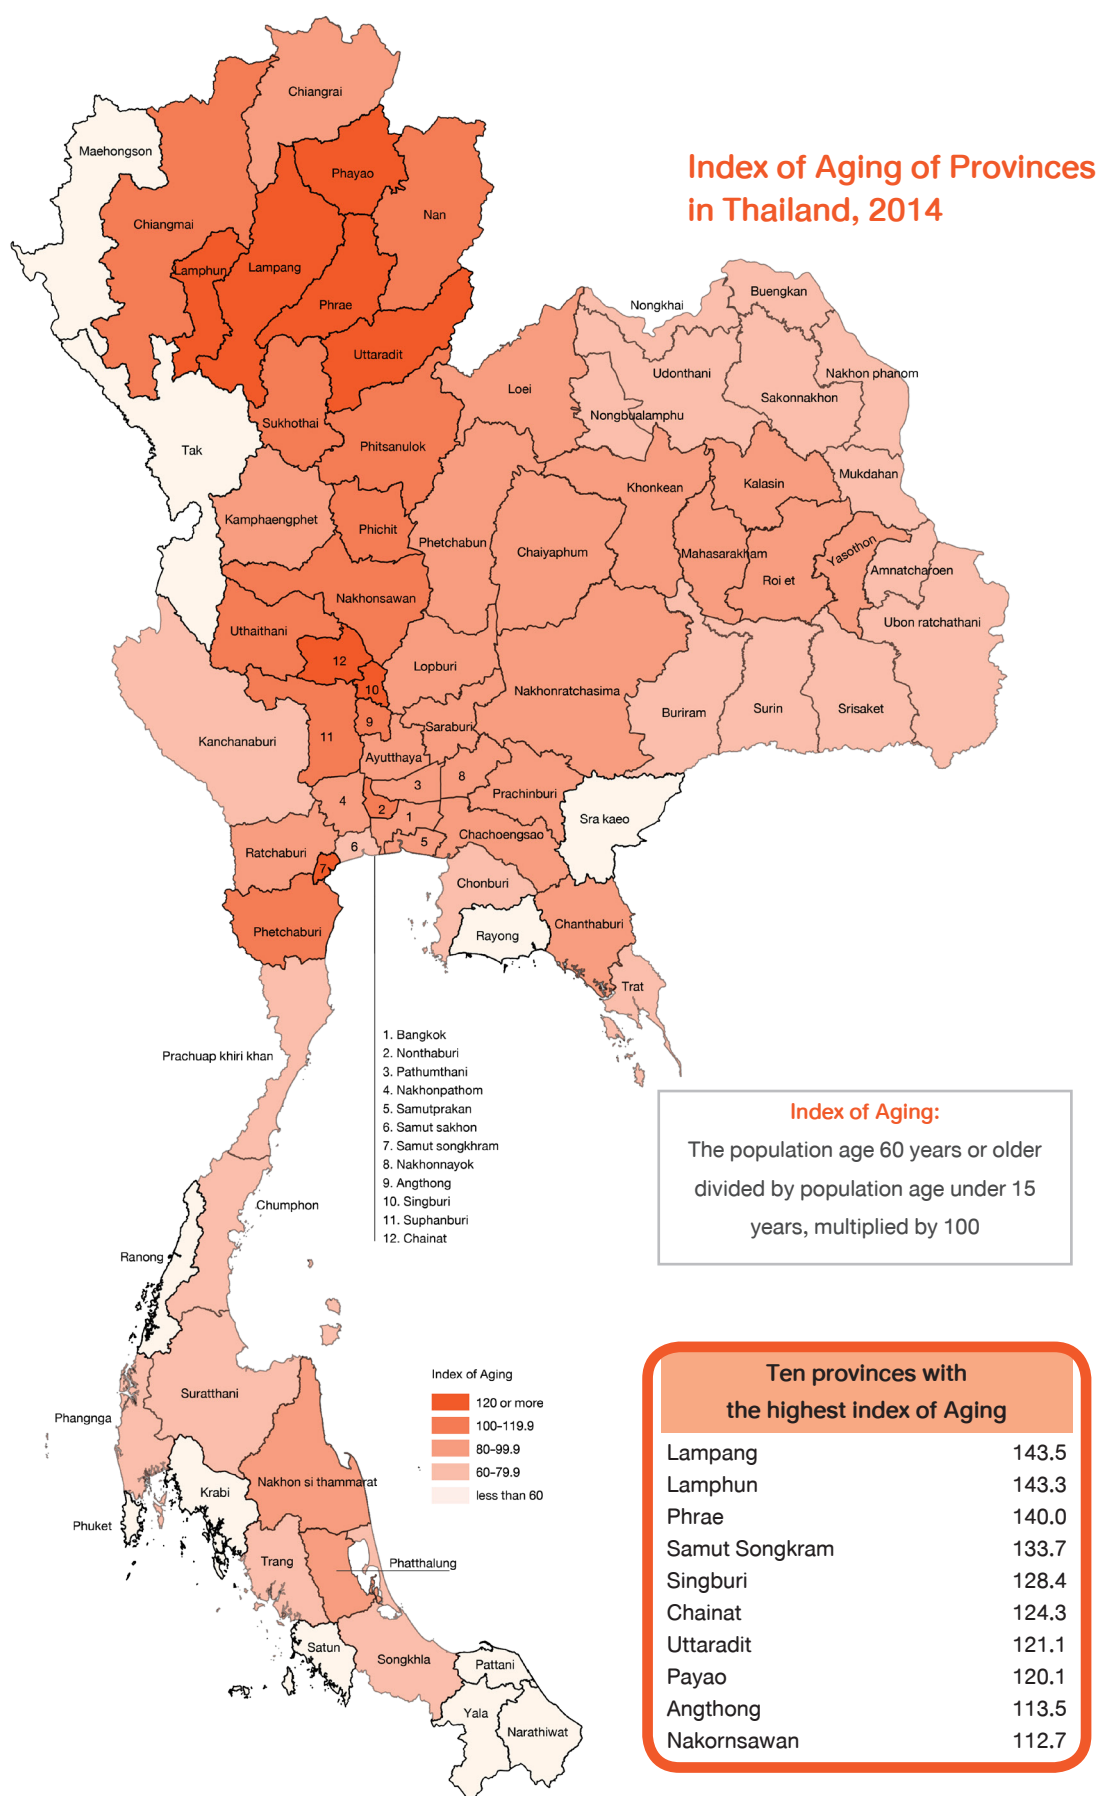 Index of Aging of Provinces
in Thailand, 2014
Chiangrai
Maehongson
Phayao
Nan
Chiangmai
Lamphun
Lampang
Phrae
Uttaradit
Nongkhai
Buengkan
Loei
Udonthani
Nakhon phanom
Sakonnakhon
Nongbualamphu
Sukhothai
Phitsanulok
Tak
Mukdahan
Khonkean
Kalasin
Kamphaengphet
Phichit
Phetchabun
Chaiyaphum
Mahasarakham
Roi et
Yasothon
Amnatcharoen
Nakhonsawan
Uthaithani
Ubon ratchathani
12
Lopburi
10
Nakhonratchasima
Buriram
Surin
Srisaket
9
Saraburi
Kanchanaburi
11
Ayutthaya
8
3
Prachinburi
4
2
1
Sra kaeo
Chachoengsao
5
6
Ratchaburi
7
Chonburi
Phetchaburi
Rayong
Chanthaburi
Trat
Prachuap khiri khan
1. Bangkok
2. Nonthaburi
3. Pathumthani
4. Nakhonpathom
5. Samutprakan
6. Samut sakhon
7. Samut songkhram
8. Nakhonnayok
9. Angthong
10. Singburi
11. Suphanburi
12. Chainat
Index of Aging:
The population age 60 years or older
divided by population age under 15
years, multiplied by 100
Chumphon
Ranong
Suratthani
Phangnga
Nakhon si thammarat
Krabi
Phuket
Trang
Phatthalung
Satun
Songkhla
Pattani
Yala
Narathiwat
Index of Aging
120 or more
100-119.9
80-99.9
60-79.9
less than 60
Ten provinces with
the highest index of Aging
Lampang 143.5
Lamphun 143.3
Phrae 140.0
Samut Songkram 133.7
Singburi 128.4
Chainat 124.3
Uttaradit 121.1
Payao 120.1
Angthong 113.5
Nakornsawan 112.7